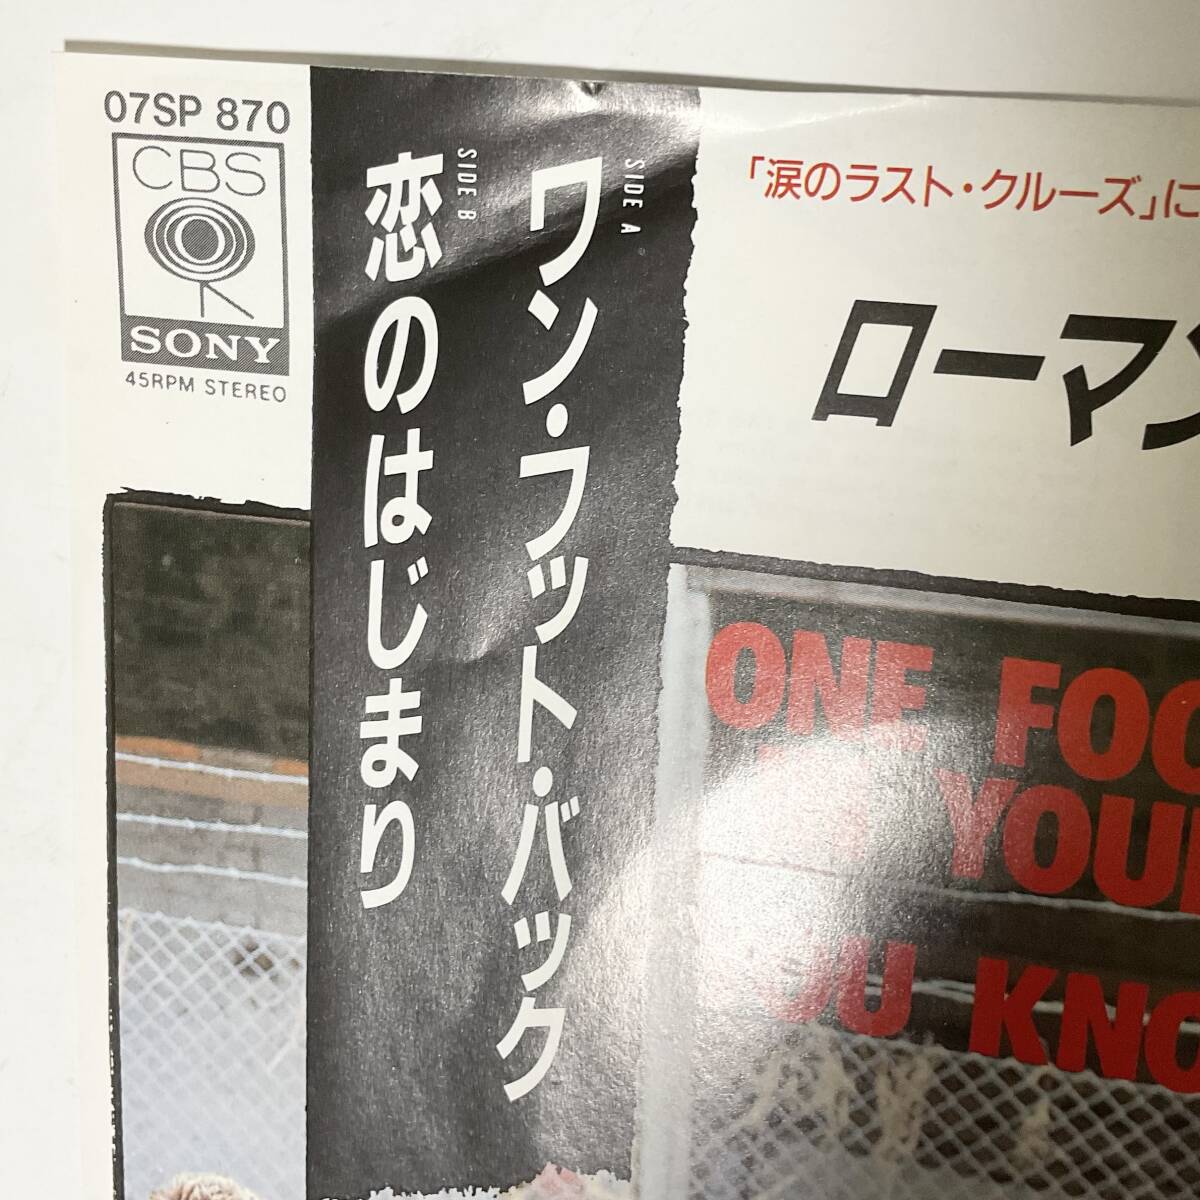 07SP 870
CBS
SONY
45RPM STEREO
SIDE A
ワン・フット・バック
SIDE B
恋のはじまり
「涙のラスト・クルーズ」に
ローマン
ONE FOO
YOUR
YOU KNO